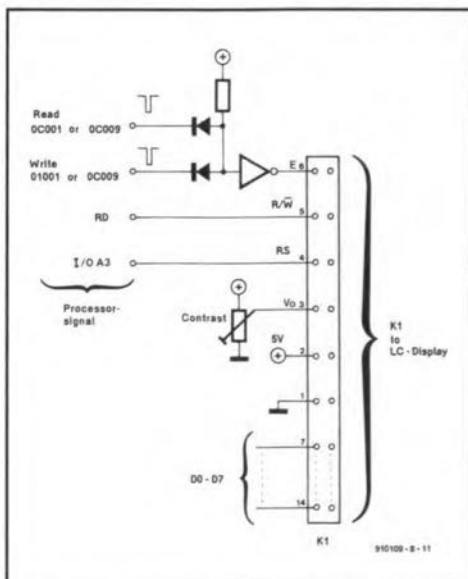 Read
0C001 or 0C009
Write
01001 or 0C009
E 6
R/W̅
5
RD
RS
4
I/O A3
Processor-
signal
Vo 3
Contrast
5V
2
1
7
D0 - D7
14
K1
to
LC - Display
K1
910109 - 8 - 11